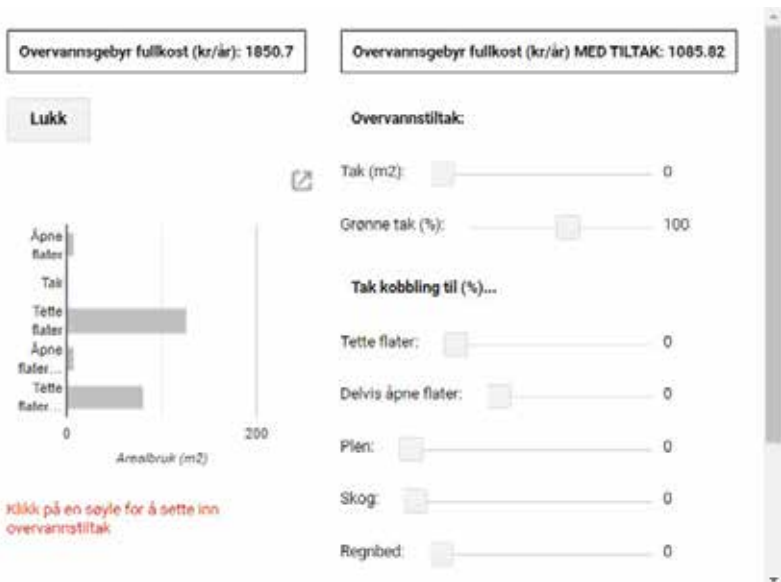 Overvannsgebyr fullkost (kr/år): 1850.7
Overvannsgebyr fullkost (kr/år) MED TILTAK: 1085.82
Lukk
Åpne
flater
Tak
Tette
flater
Åpne
flater...
Tette
flater...
0
200
Arealbruk (m2)
Klikk på en søyle for å sette inn
overvannstiltak
Overvannstiltak:
Tak (m2): 0
Grønne tak (%): 100
Tak kobbling til (%)...
Tette flater: 0
Delvis åpne flater: 0
Plen: 0
Skog: 0
Regnbed: 0